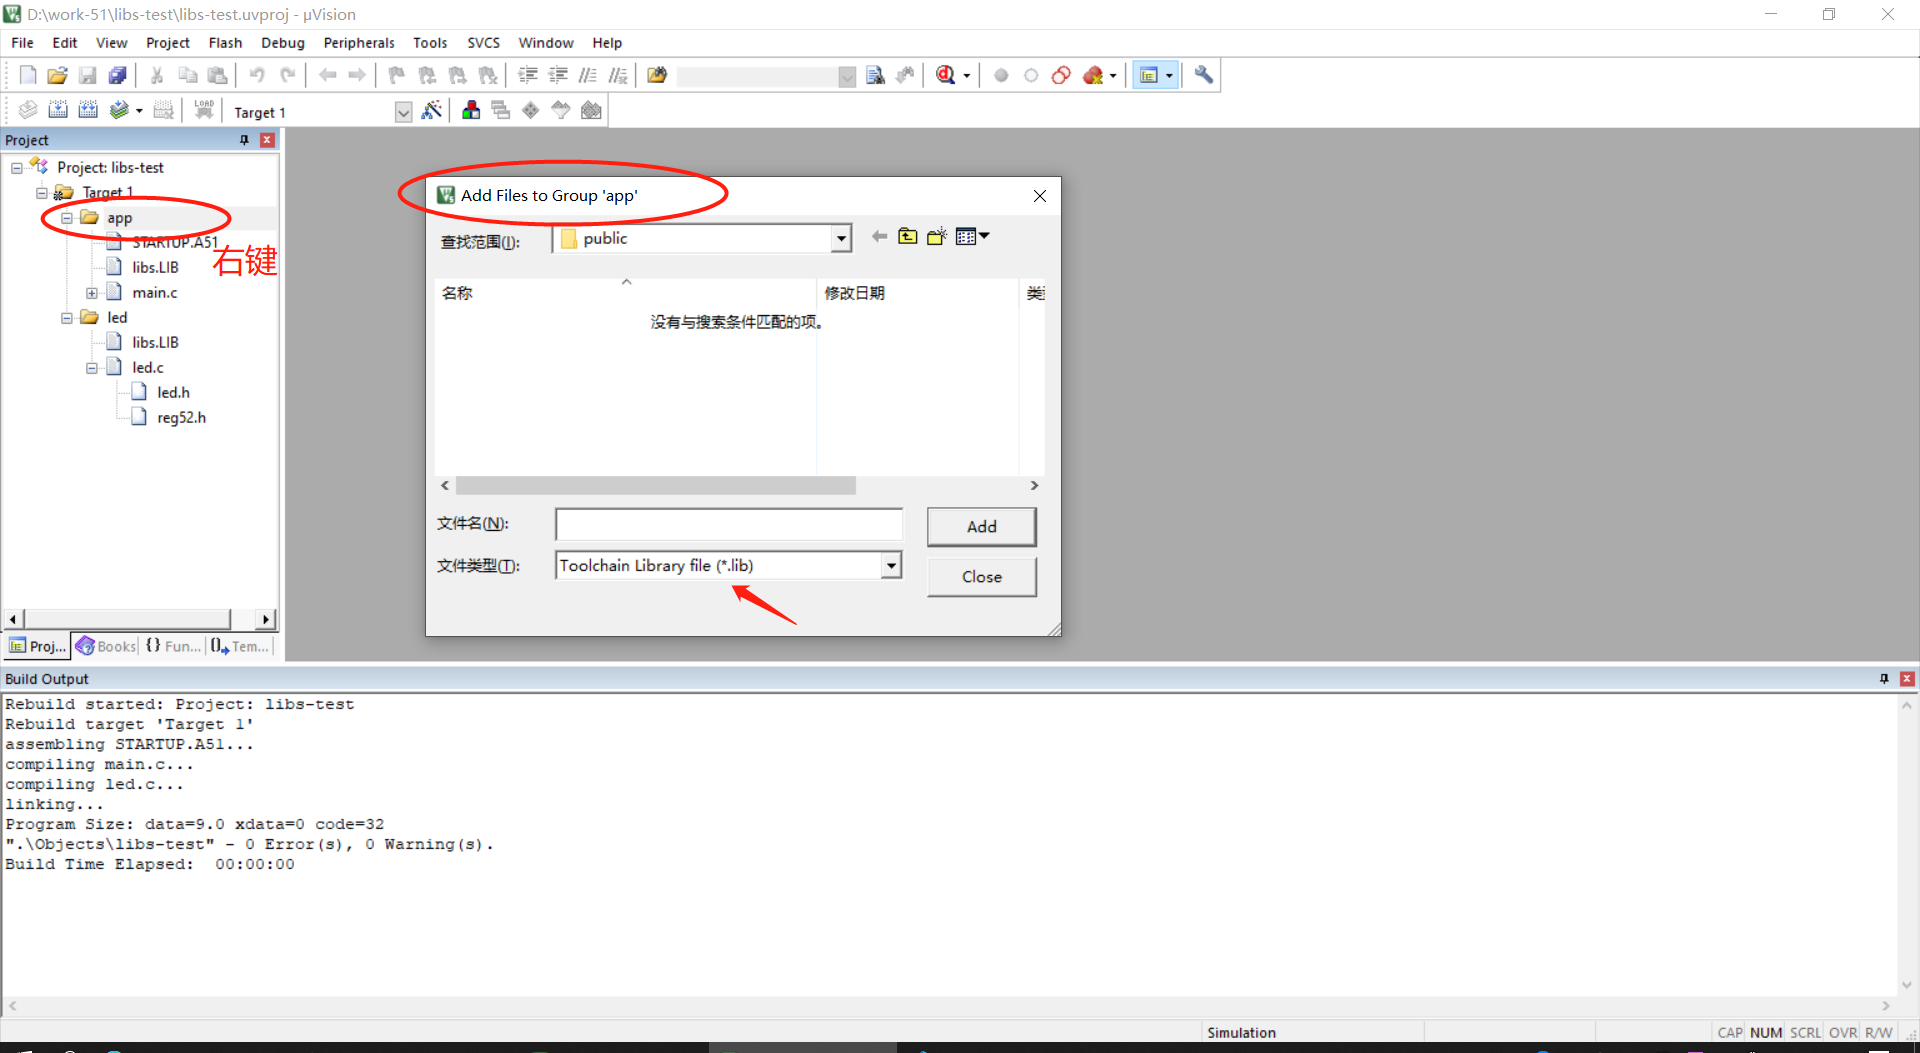 D:\work-51\libs-test\libs-test.uvproj - µVision
File Edit View Project Flash Debug Peripherals Tools SVCS Window Help
LOAD
Target 1
Project
Project: libs-test
Target 1
app
STARTUP.A51
右键
libs.LIB
main.c
led
libs.LIB
led.c
led.h
reg52.h
Proj... Books {} Fun... Tem...
Add Files to Group 'app'
查找范围(I):
public
名称 修改日期
没有与搜索条件匹配的项。
文件名(N):
Add
文件类型(T):
Toolchain Library file (*.lib)
Close
Build Output
Rebuild started: Project: libs-test
Rebuild target 'Target 1'
assembling STARTUP.A51...
compiling main.c...
compiling led.c...
linking...
Program Size: data=9.0 xdata=0 code=32
".\Objects\libs-test" - 0 Error(s), 0 Warning(s).
Build Time Elapsed:  00:00:00
Simulation
CAP NUM SCRL OVR R/W